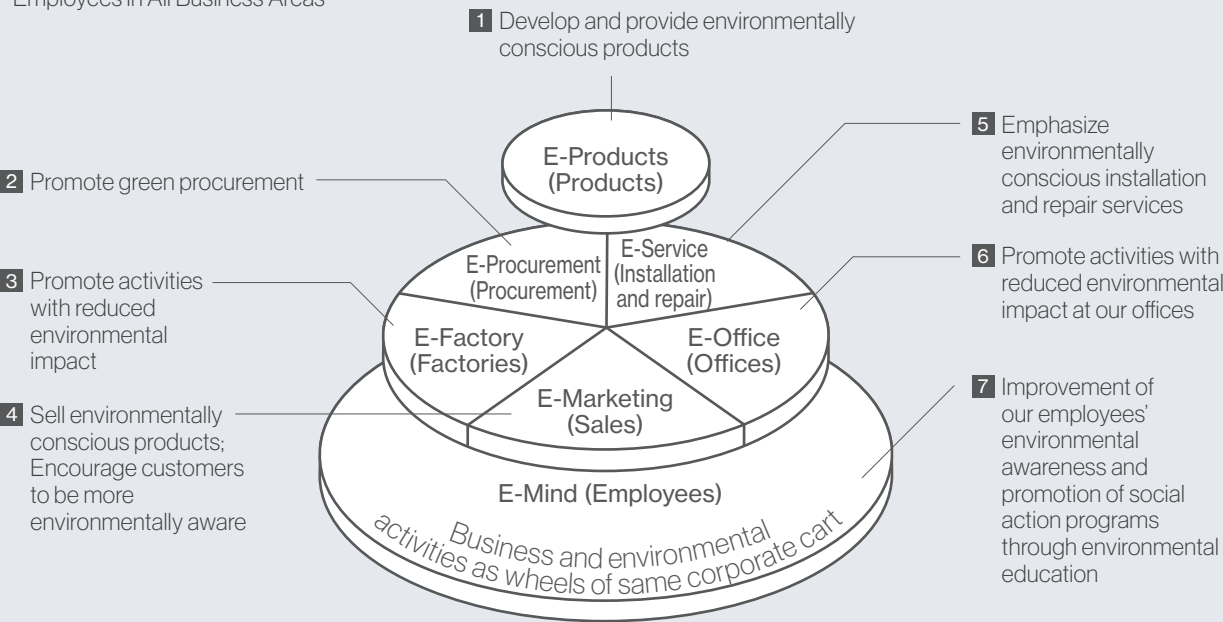 Employees in All Business Areas
1 Develop and provide environmentally
conscious products
E-Products
(Products)
2 Promote green procurement
3 Promote activities
with reduced
environmental
impact
4 Sell environmentally
conscious products;
Encourage customers
to be more
environmentally aware
E-Procurement
(Procurement)
E-Service
(Installation
and repair)
E-Factory
(Factories)
E-Office
(Offices)
E-Marketing
(Sales)
E-Mind (Employees)
Business and environmental
activities as wheels of same corporate cart
5 Emphasize
environmentally
conscious installation
and repair services
6 Promote activities with
reduced environmental
impact at our offices
7 Improvement of
our employees’
environmental
awareness and
promotion of social
action programs
through environmental
education